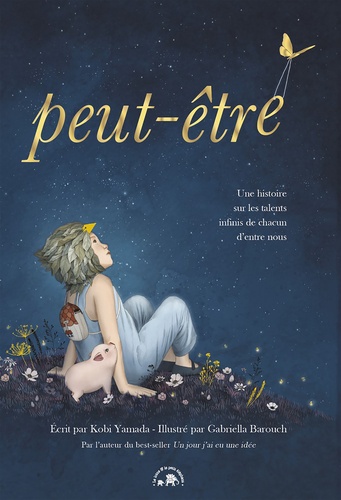 peut-être
Une histoire
sur les talents
infinis de chacun
d'entre nous
Écrit par Kobi Yamada - Illustré par Gabriella Barouch
Par l'auteur du best-seller Un jour j'ai eu une idée